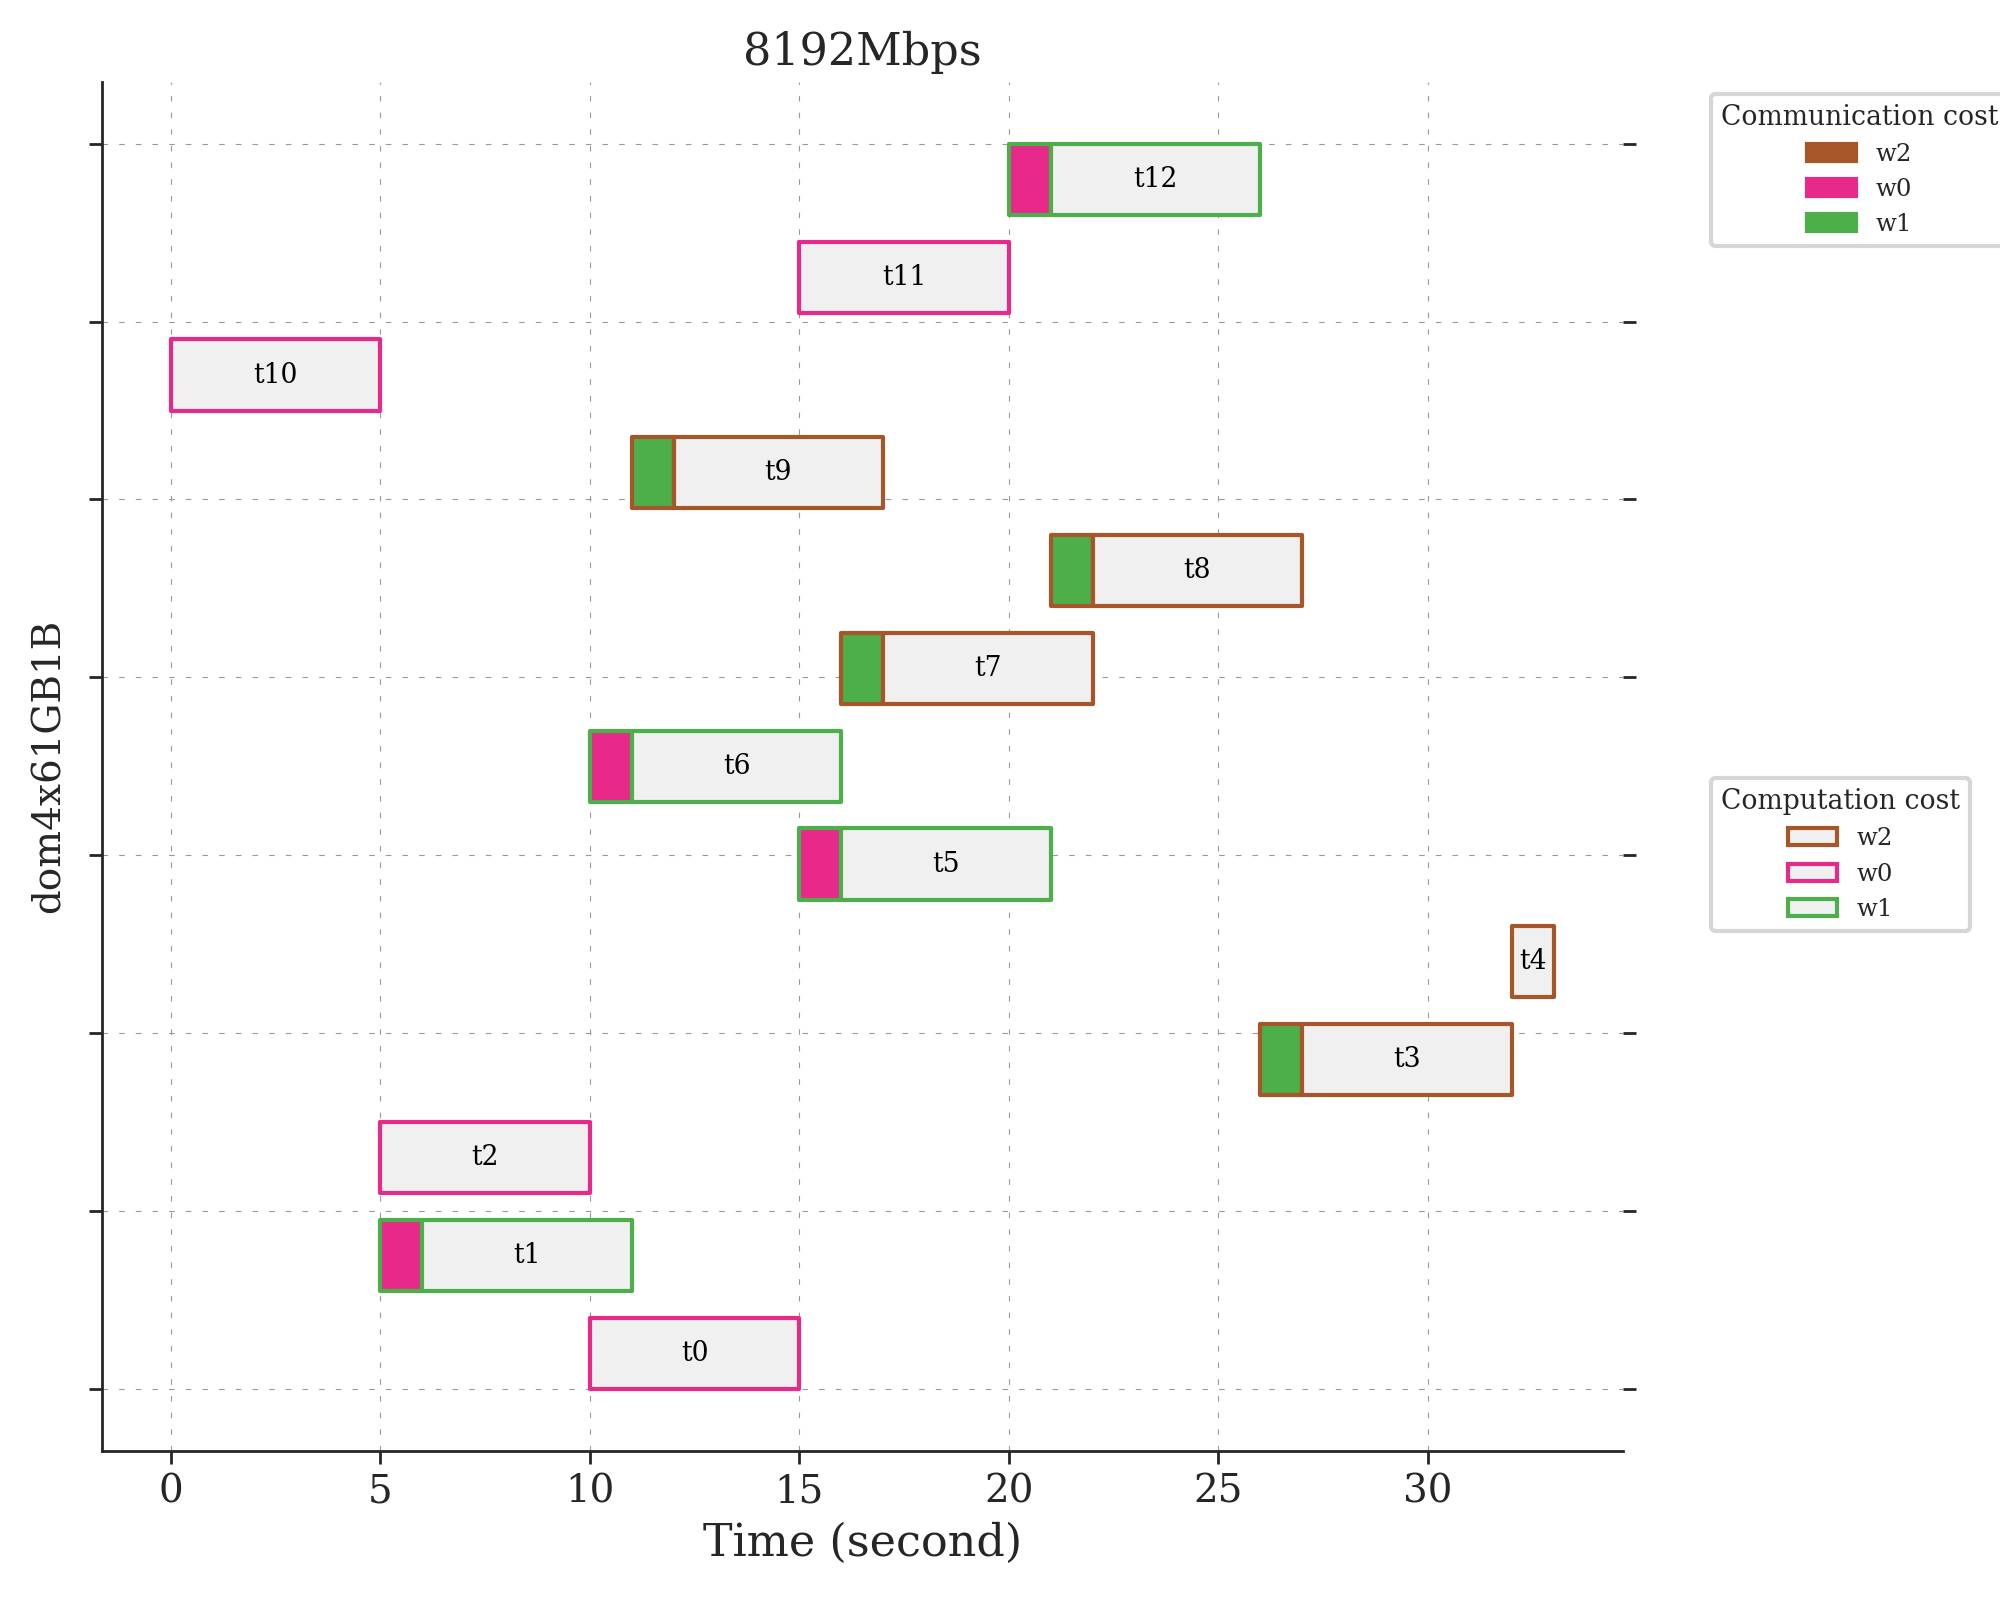 8192Mbps
Communication cost
w2
w0
w1
t12
t11
t10
t9
t8
t7
t6
t5
t4
t3
t2
t1
t0
dom4x61GB1B
Computation cost
w2
w0
w1
0 5 10 15 20 25 30
Time (second)